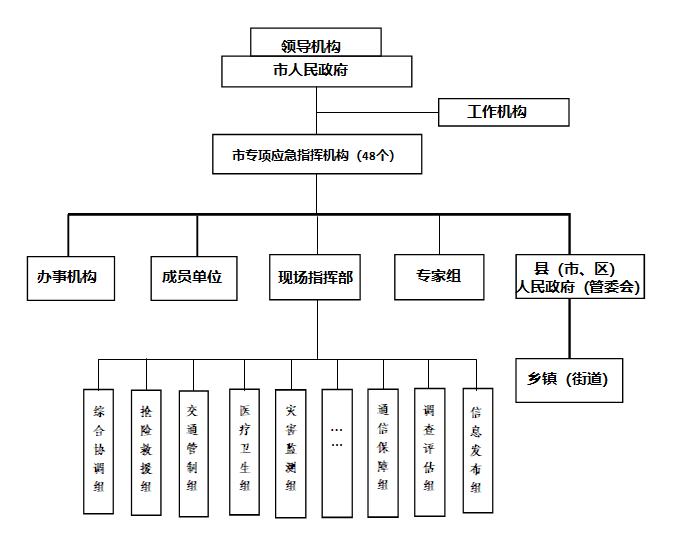 领导机构
市人民政府
工作机构
市专项应急指挥机构（48个）
办事机构
成员单位
现场指挥部
专家组
县（市、区）
人民政府（管委会）
乡镇（街道）
综合协调组
抢险救援组
交通管制组
医疗卫生组
灾害监测组
……
通信保障组
调查评估组
信息发布组